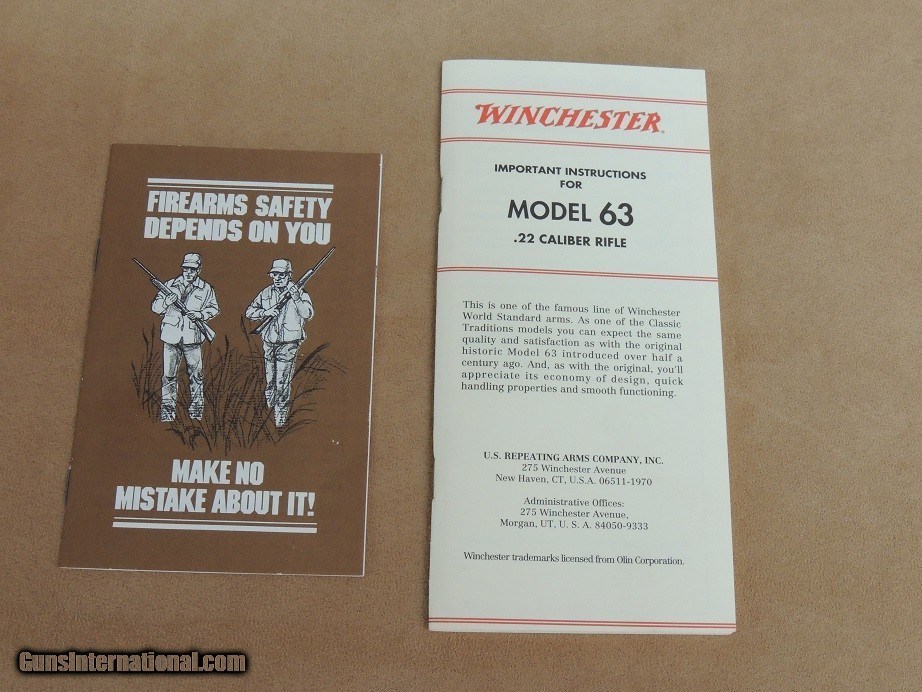 FIREARMS SAFETY
DEPENDS ON YOU
MAKE NO
MISTAKE ABOUT IT!
WINCHESTER®
IMPORTANT INSTRUCTIONS
FOR
MODEL 63
.22 CALIBER RIFLE
This is one of the famous line of Winchester
World Standard arms. As one of the Classic
Traditions models you can expect the same
quality and satisfaction as with the original
historic Model 63 introduced over half a
century ago. And, as with the original, you'll
appreciate its economy of design, quick
handling properties and smooth functioning.
U.S. REPEATING ARMS COMPANY, INC.
275 Winchester Avenue
New Haven, CT, U.S.A. 06511-1970
Administrative Offices:
275 Winchester Avenue,
Morgan, UT, U. S. A. 84050-9333
Winchester trademarks licensed from Olin Corporation.
GunsInternational.com